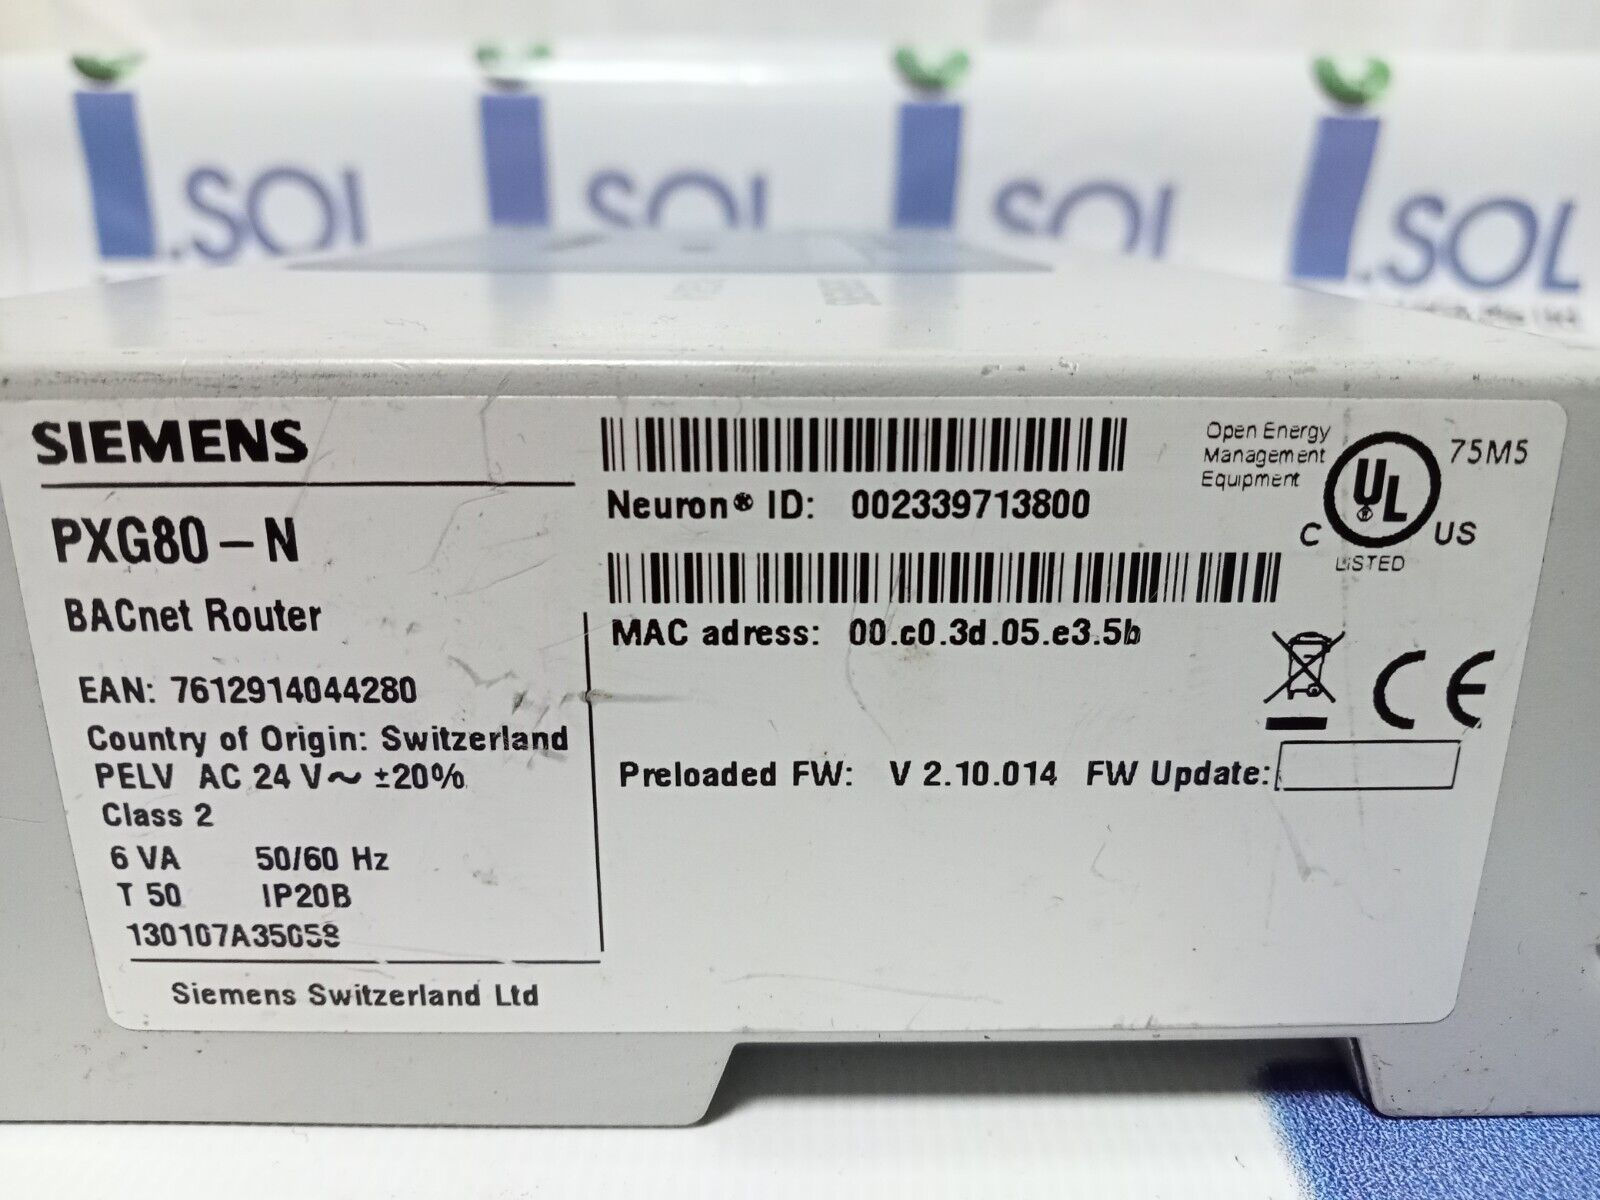 SOL
SOL
SOL
SOL
SIEMENS
PXG80-N
BACnet Router
EAN: 7612914044280
Country of Origin: Switzerland
PELV AC 24 V~ ±20%
Class 2
6 VA 50/60 Hz
T 50 IP20B
130107A35058
Siemens Switzerland Ltd
Neuron® ID: 002339713800
MAC adress: 00.c0.3d.05.e3.5b
Preloaded FW: V 2.10.014 FW Update:
Open Energy
Management
Equipment
75M5
UL
C US
LISTED
CE